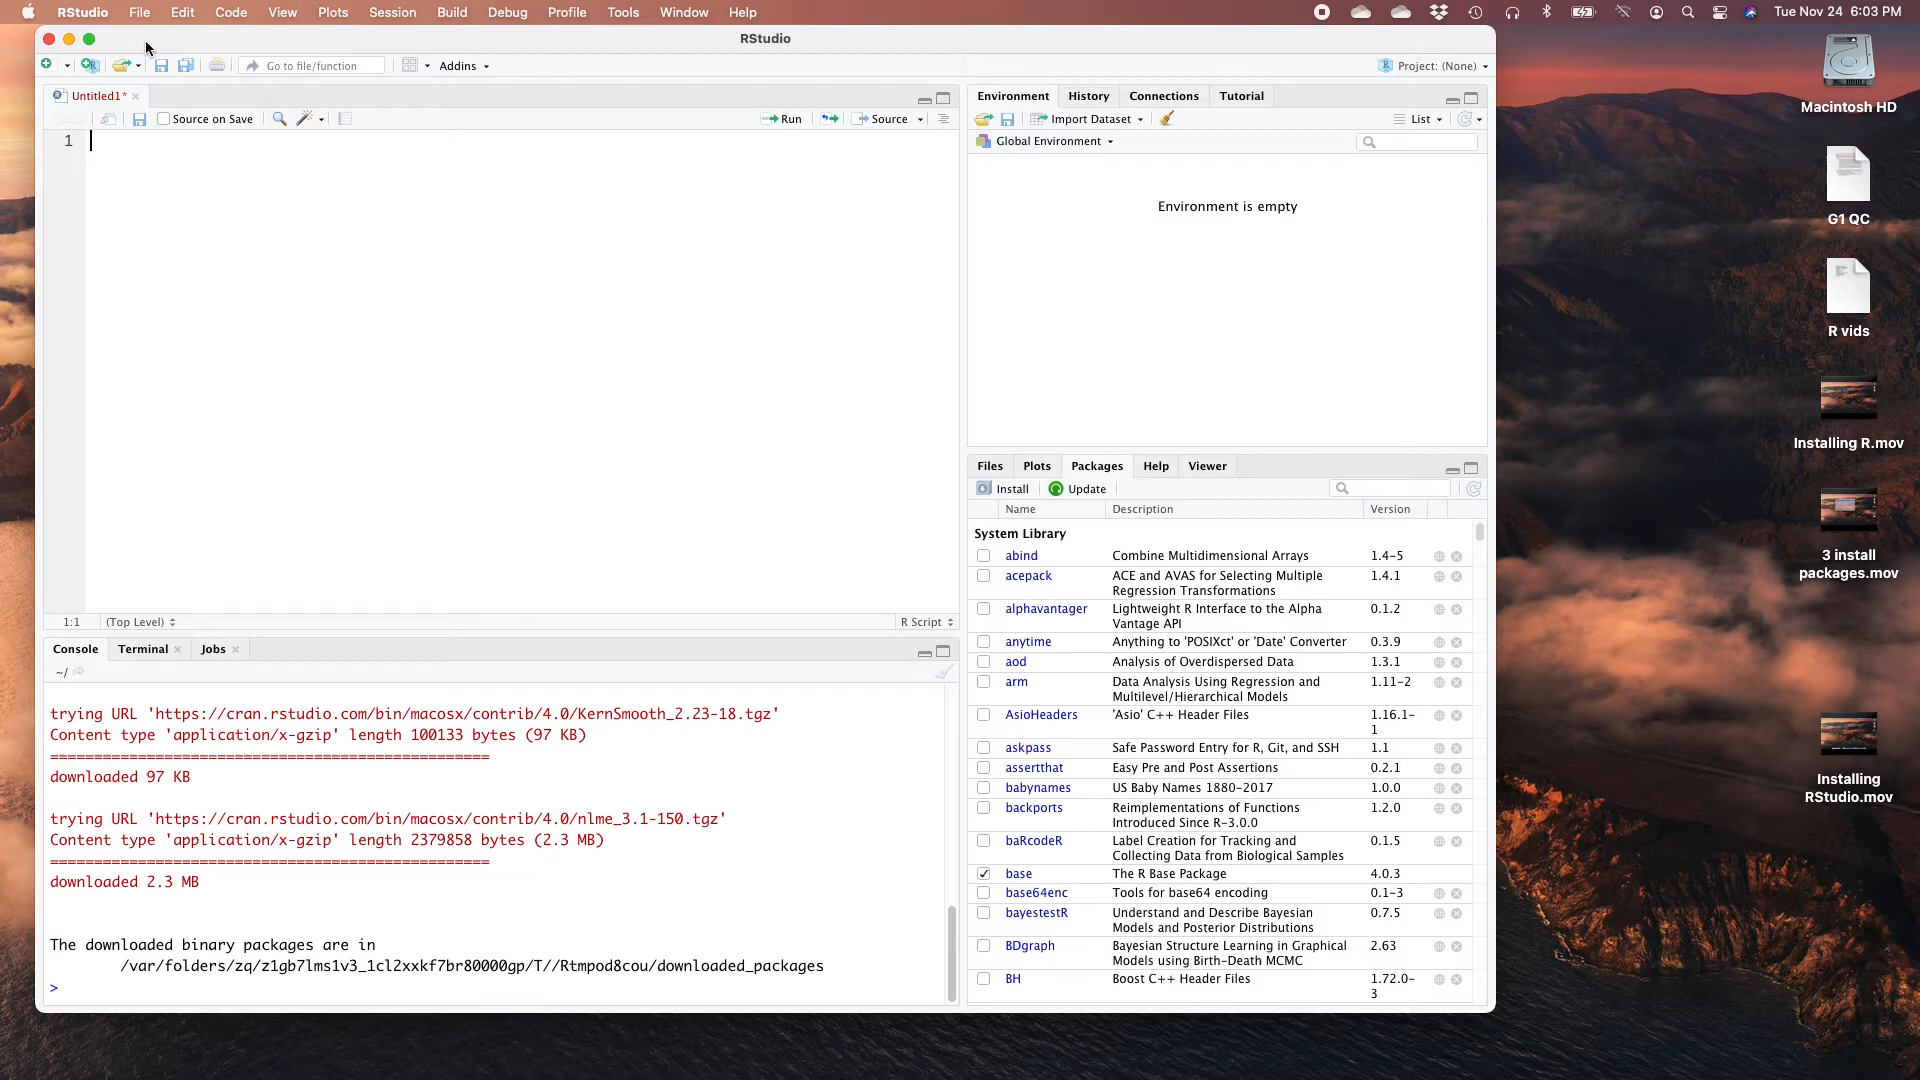 RStudio File Edit Code View Plots Session Build Debug Profile Tools Window Help Tue Nov 24 6:03 PM
RStudio
Go to file/function Addins Project: (None)
Untitled1*
Source on Save Run Source
1
1:1 (Top Level) R Script
Console Terminal Jobs
~/
trying URL 'https://cran.rstudio.com/bin/macosx/contrib/4.0/KernSmooth_2.23-18.tgz'
Content type 'application/x-gzip' length 100133 bytes (97 KB)
==================================================
downloaded 97 KB
trying URL 'https://cran.rstudio.com/bin/macosx/contrib/4.0/nlme_3.1-150.tgz'
Content type 'application/x-gzip' length 2379858 bytes (2.3 MB)
==================================================
downloaded 2.3 MB
The downloaded binary packages are in
/var/folders/zq/z1gb7lms1v3_1cl2xxkf7br80000gp/T//Rtmpod8cou/downloaded_packages
>
Environment History Connections Tutorial
Import Dataset List
Global Environment
Environment is empty
Files Plots Packages Help Viewer
Install Update
Name Description Version
System Library
abind Combine Multidimensional Arrays 1.4-5
acepack ACE and AVAS for Selecting Multiple 1.4.1
Regression Transformations
alphavantager Lightweight R Interface to the Alpha 0.1.2
Vantage API
anytime Anything to 'POSIXct' or 'Date' Converter 0.3.9
aod Analysis of Overdispersed Data 1.3.1
arm Data Analysis Using Regression and 1.11-2
Multilevel/Hierarchical Models
AsioHeaders 'Asio' C++ Header Files 1.16.1-
1
askpass Safe Password Entry for R, Git, and SSH 1.1
assertthat Easy Pre and Post Assertions 0.2.1
babynames US Baby Names 1880-2017 1.0.0
backports Reimplementations of Functions 1.2.0
Introduced Since R-3.0.0
baRcodeR Label Creation for Tracking and 0.1.5
Collecting Data from Biological Samples
base The R Base Package 4.0.3
base64enc Tools for base64 encoding 0.1-3
bayestestR Understand and Describe Bayesian 0.7.5
Models and Posterior Distributions
BDgraph Bayesian Structure Learning in Graphical 2.63
Models using Birth-Death MCMC
BH Boost C++ Header Files 1.72.0-
3
Macintosh HD
G1 QC
R vids
Installing R.mov
3 install
packages.mov
Installing
RStudio.mov